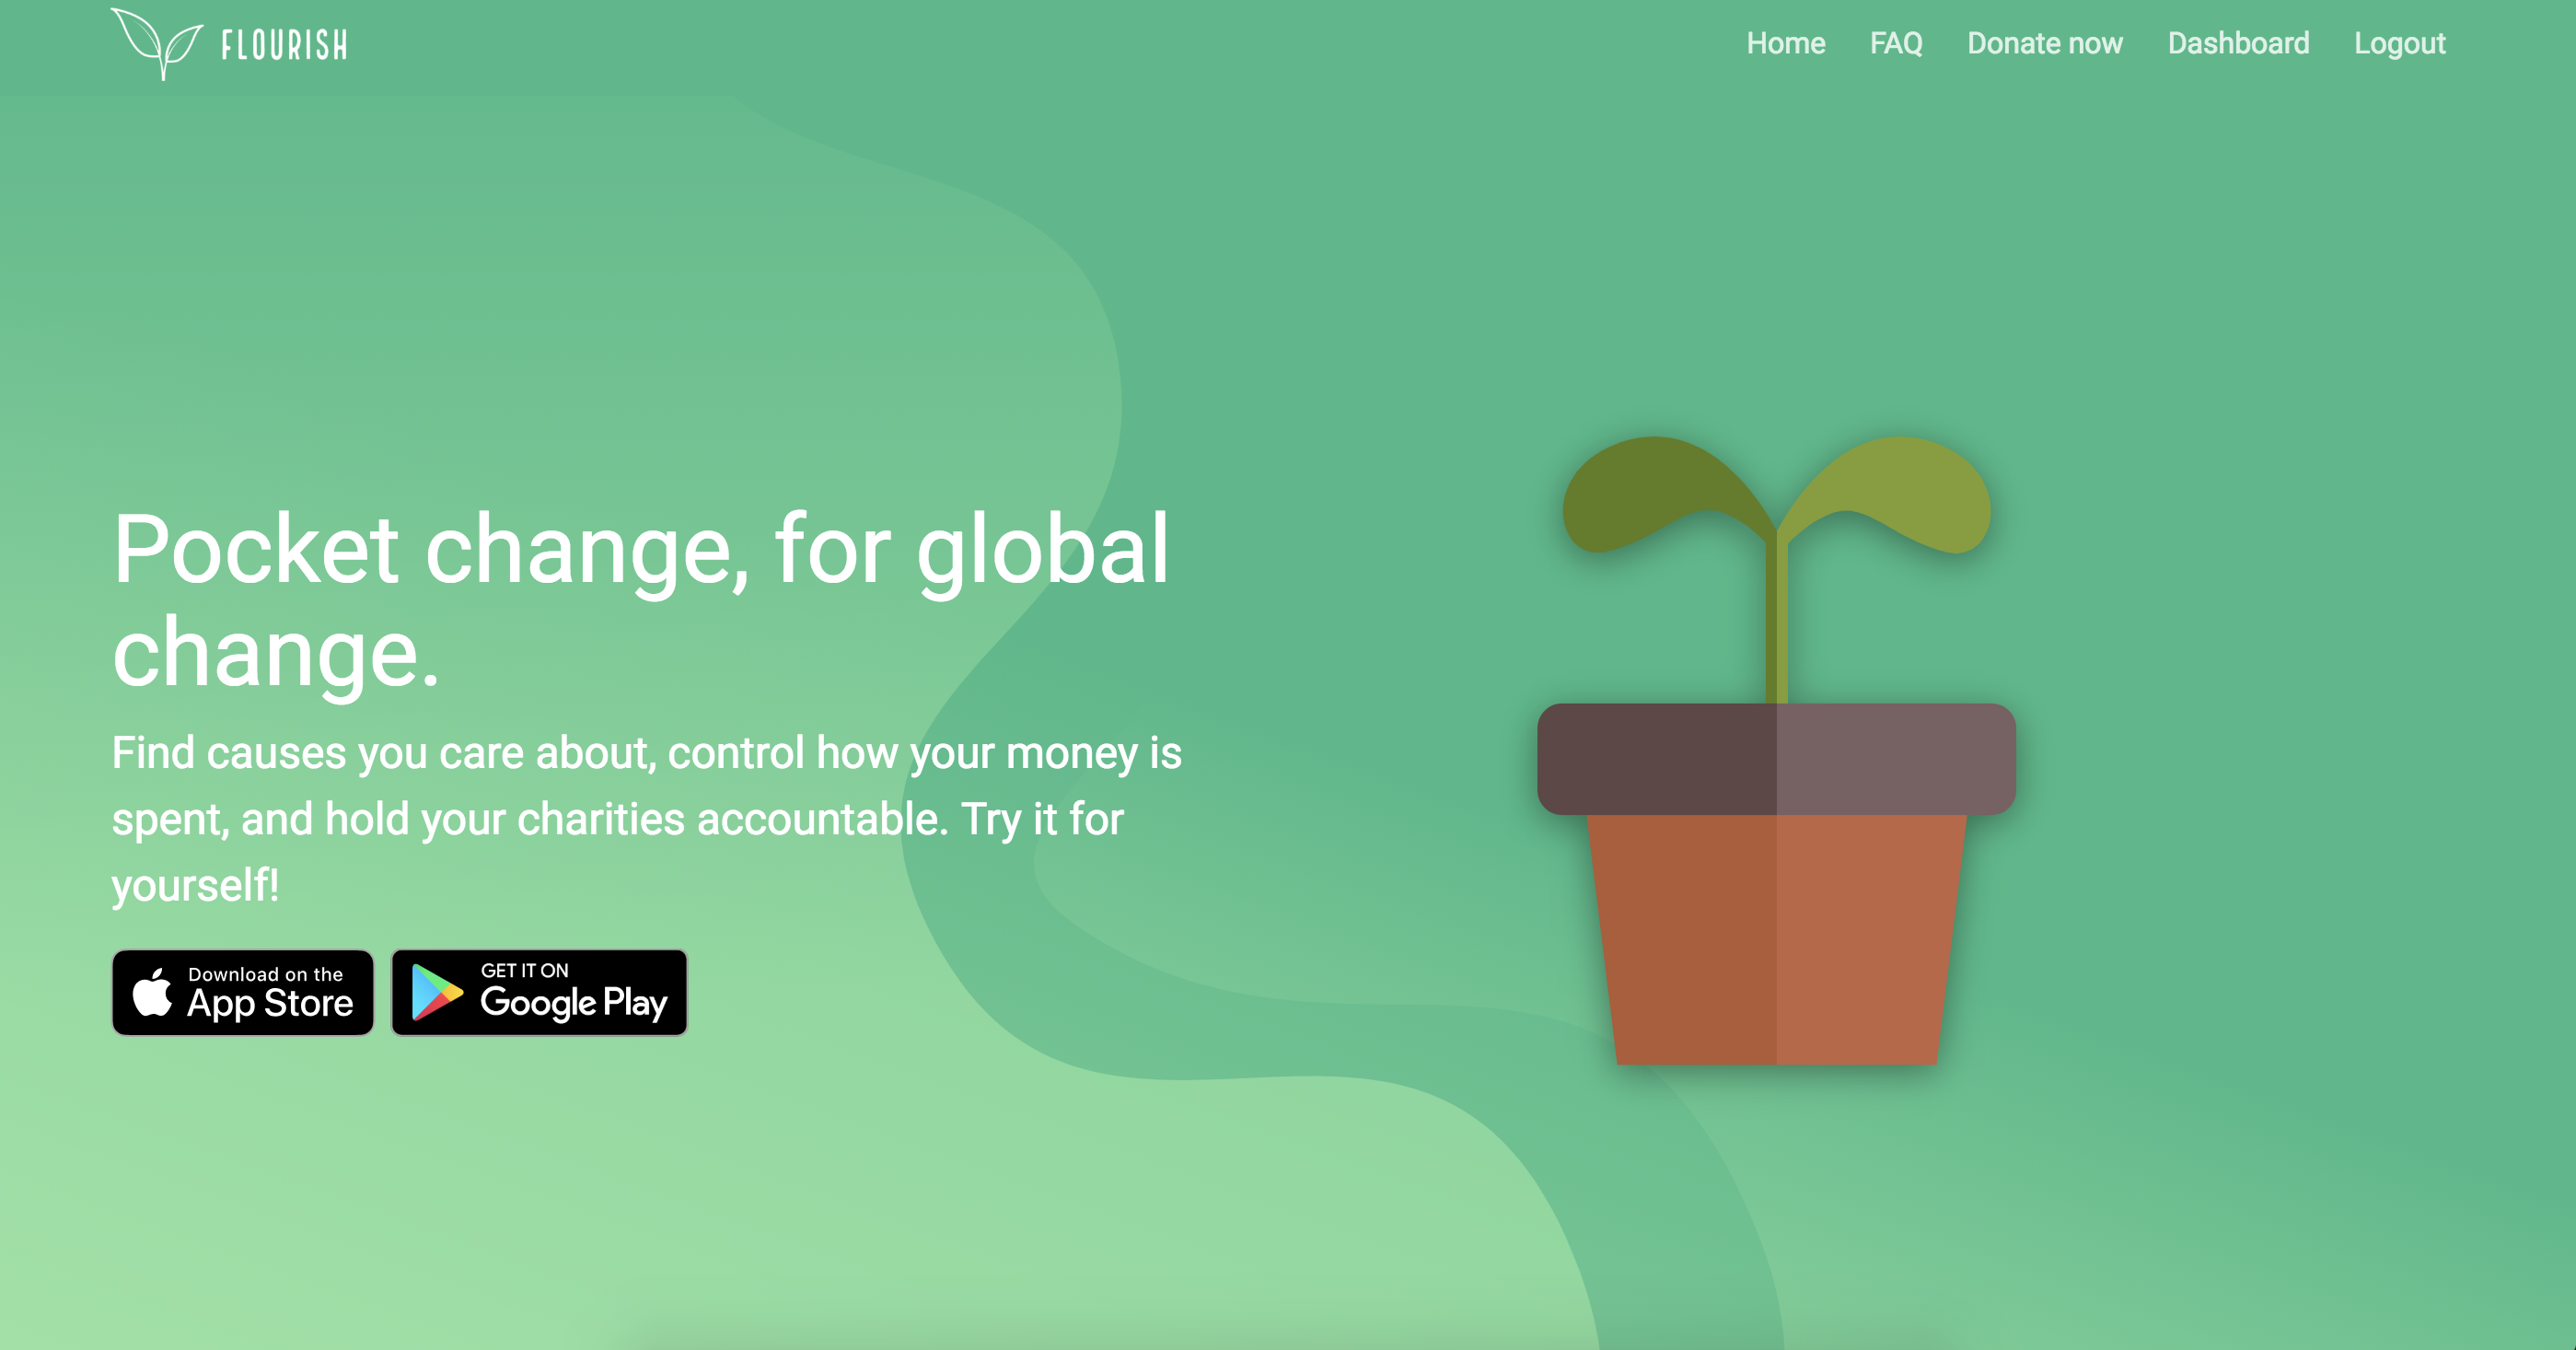 FLOURISH
Home FAQ Donate now Dashboard Logout
Pocket change, for global
change.
Find causes you care about, control how your money is
spent, and hold your charities accountable. Try it for
yourself!
Download on the
App Store
GET IT ON
Google Play